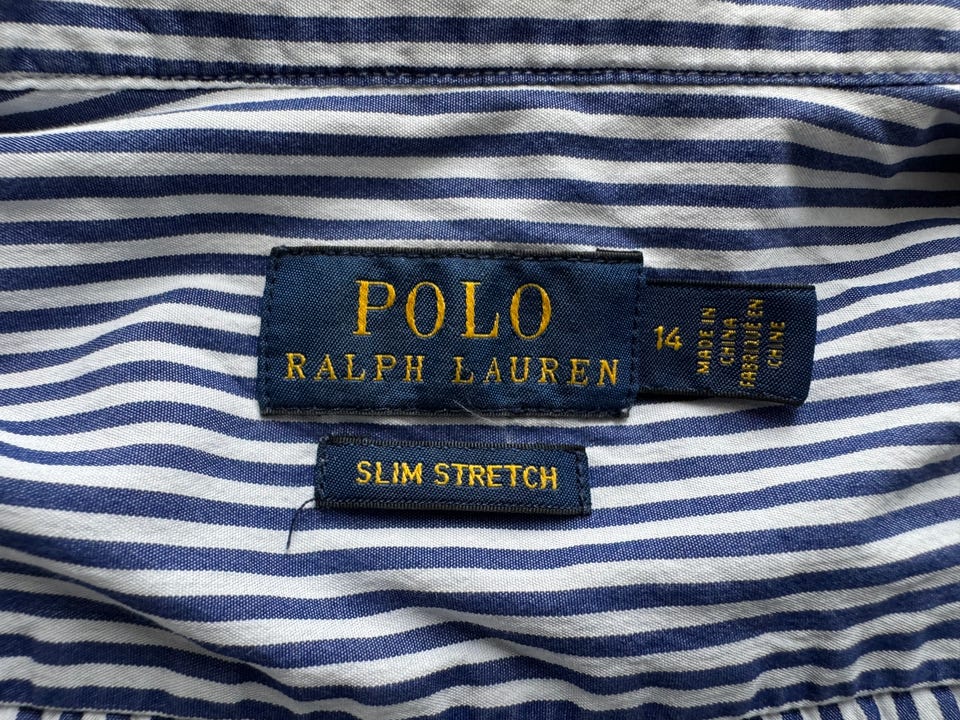 POLO
RALPH LAUREN
14
MADE IN
CHINA
FABRIQUÉ EN
CHINE
SLIM STRETCH